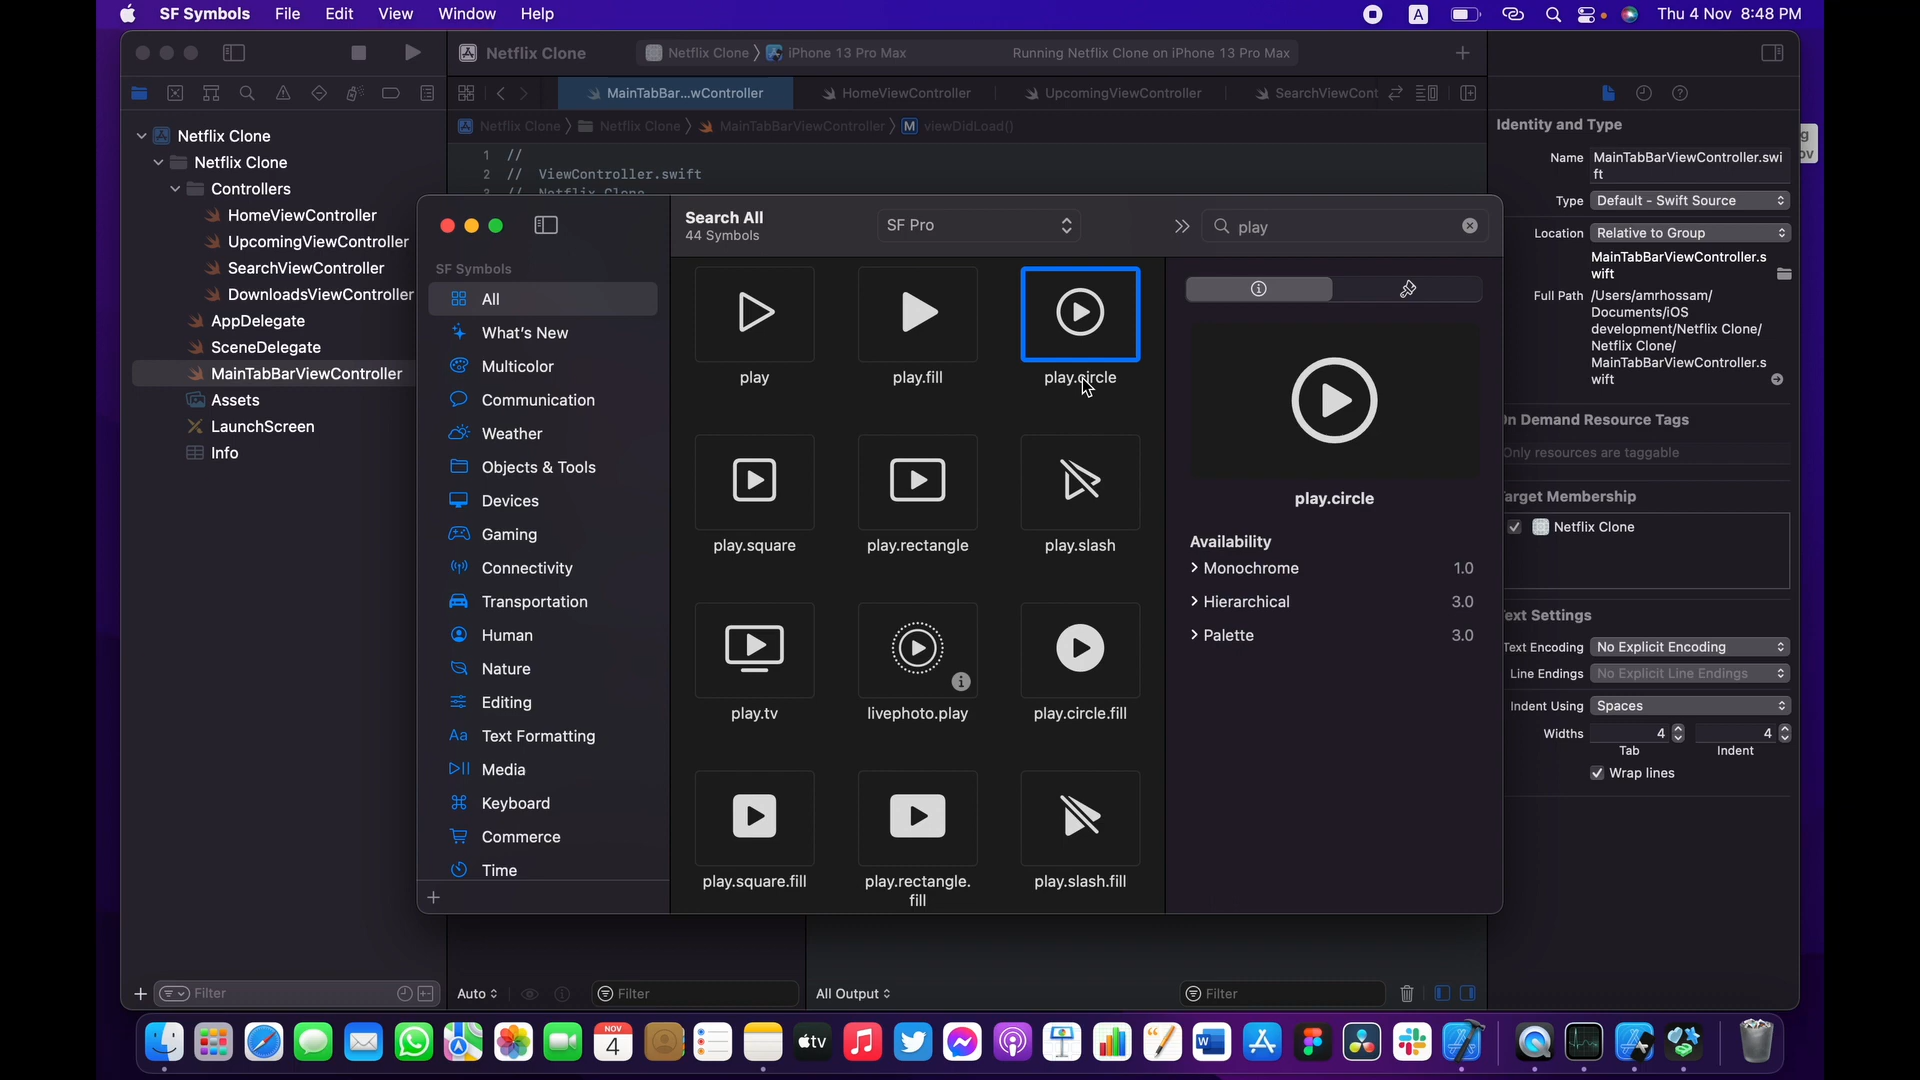 SF Symbols File Edit View Window Help
A Thu 4 Nov 8:48 PM
Netflix Clone
Netflix Clone iPhone 13 Pro Max
Running Netflix Clone on iPhone 13 Pro Max
MainTabBar...wController
HomeViewController
UpcomingViewController
SearchViewCont
Netflix Clone Netflix Clone MainTabBarViewController M viewDidLoad()
Netflix Clone
Netflix Clone
Controllers
HomeViewController
UpcomingViewController
SearchViewController
DownloadsViewController
AppDelegate
SceneDelegate
MainTabBarViewController
Assets
LaunchScreen
Info
Filter
1 //
2 // ViewController.swift
3 // Netflix Clone
SF Symbols
All
What's New
Multicolor
Communication
Weather
Objects & Tools
Devices
Gaming
Connectivity
Transportation
Human
Nature
Editing
Text Formatting
Media
Keyboard
Commerce
Time
Search All
44 Symbols
SF Pro
play
play
play.fill
play.circle
play.square
play.rectangle
play.slash
play.tv
livephoto.play
play.circle.fill
play.square.fill
play.rectangle.
fill
play.slash.fill
play.circle
Availability
Monochrome 1.0
Hierarchical 3.0
Palette 3.0
Identity and Type
Name MainTabBarViewController.swi
ft
Type Default - Swift Source
Location Relative to Group
MainTabBarViewController.s
wift
Full Path /Users/amrhossam/
Documents/iOS
development/Netflix Clone/
Netflix Clone/
MainTabBarViewController.s
wift
On Demand Resource Tags
Only resources are taggable
arget Membership
Netflix Clone
ext Settings
Text Encoding No Explicit Encoding
Line Endings No Explicit Line Endings
Indent Using Spaces
Widths 4 4
Tab Indent
Wrap lines
g
ov
Auto
Filter
All Output
Filter
NOV
4
tv
W